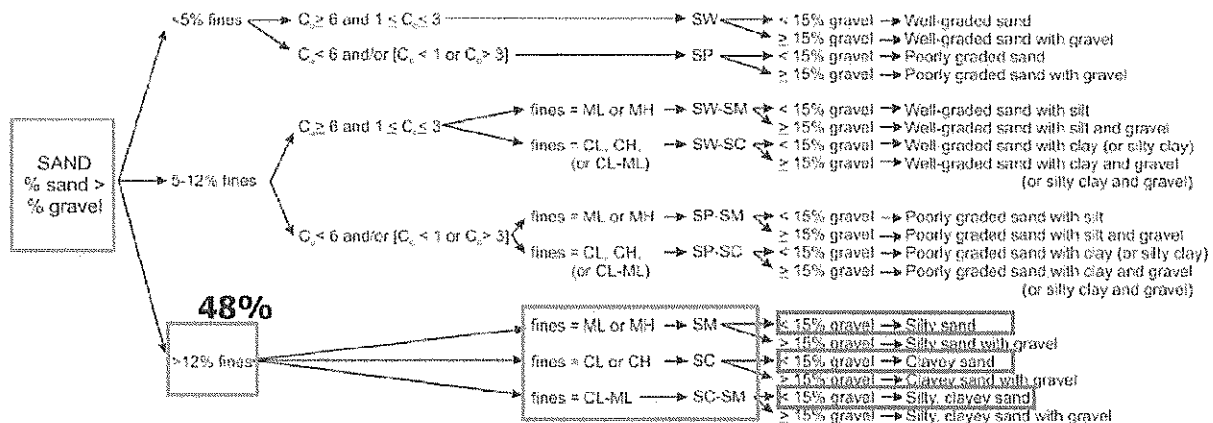 <5% fines → Cu ≥ 6 and 1 ≤ Cc ≤ 3 → SW → < 15% gravel → Well-graded sand
≥ 15% gravel → Well-graded sand with gravel
Cu < 6 and/or [Cc < 1 or Cc > 3] → SP → < 15% gravel → Poorly graded sand
≥ 15% gravel → Poorly graded sand with gravel
SAND
% sand >
% gravel
5-12% fines
Cu ≥ 6 and 1 ≤ Cc ≤ 3
fines = ML or MH → SW-SM → < 15% gravel → Well-graded sand with silt
≥ 15% gravel → Well-graded sand with silt and gravel
fines = CL, CH, → SW-SC → < 15% gravel → Well-graded sand with clay (or silty clay)
(or CL-ML) ≥ 15% gravel → Well-graded sand with clay and gravel
(or silty clay and gravel)
Cu < 6 and/or [Cc < 1 or Cc > 3]
fines = ML or MH → SP-SM → < 15% gravel → Poorly graded sand with silt
≥ 15% gravel → Poorly graded sand with silt and gravel
fines = CL, CH, → SP-SC → < 15% gravel → Poorly graded sand with clay (or silty clay)
(or CL-ML) ≥ 15% gravel → Poorly graded sand with clay and gravel
(or silty clay and gravel)
48%
>12% fines
fines = ML or MH → SM → < 15% gravel → Silty sand
≥ 15% gravel → Silty sand with gravel
fines = CL or CH → SC → < 15% gravel → Clayey sand
≥ 15% gravel → Clayey sand with gravel
fines = CL-ML → SC-SM → < 15% gravel → Silty, clayey sand
≥ 15% gravel → Silty, clayey sand with gravel